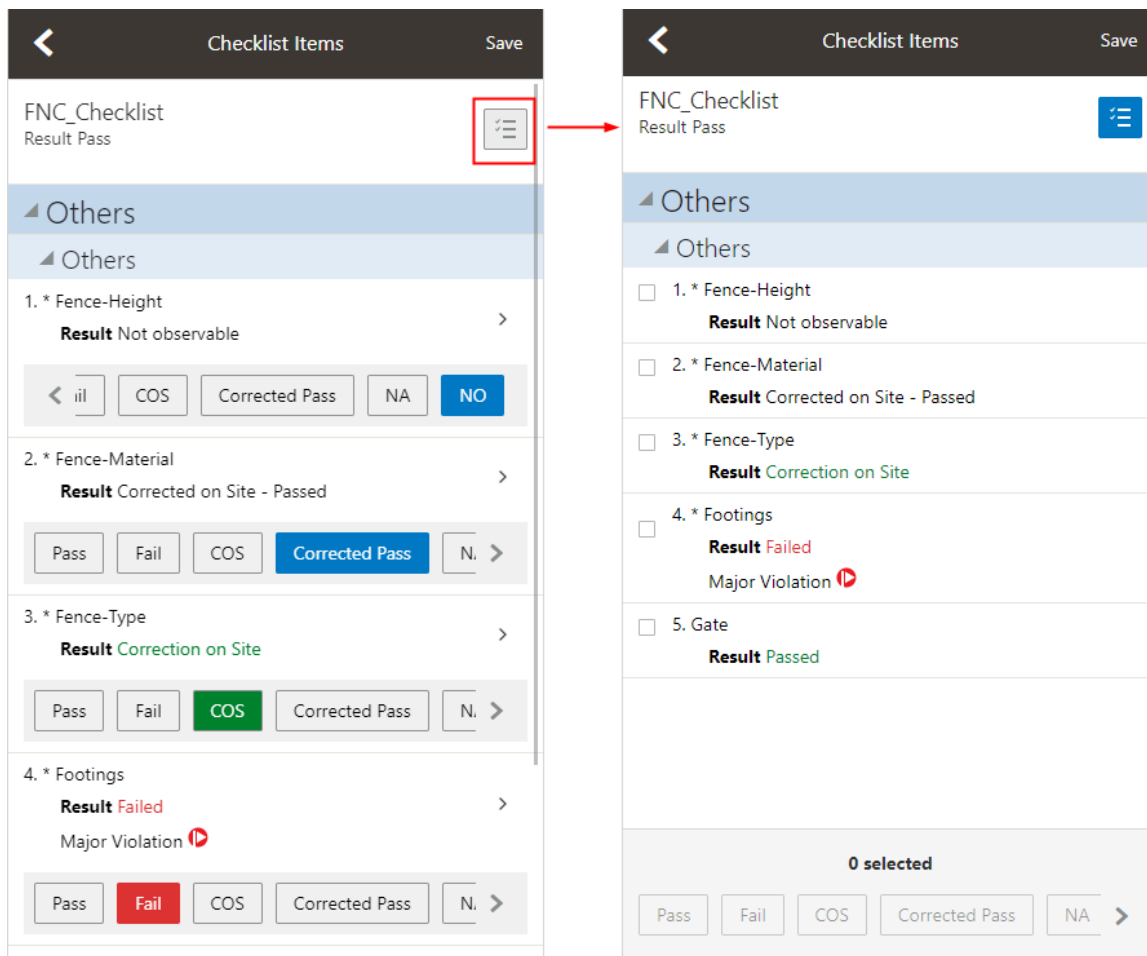 Checklist Items Save
FNC_Checklist
Result Pass
Others
Others
1. * Fence-Height
Result Not observable
COS Corrected Pass NA NO
2. * Fence-Material
Result Corrected on Site - Passed
Pass Fail COS Corrected Pass
3. * Fence-Type
Result Correction on Site
Pass Fail COS Corrected Pass
4. * Footings
Result Failed
Major Violation
Pass Fail COS Corrected Pass
Checklist Items Save
FNC_Checklist
Result Pass
Others
Others
1. * Fence-Height
Result Not observable
2. * Fence-Material
Result Corrected on Site - Passed
3. * Fence-Type
Result Correction on Site
4. * Footings
Result Failed
Major Violation
5. Gate
Result Passed
0 selected
Pass Fail COS Corrected Pass NA